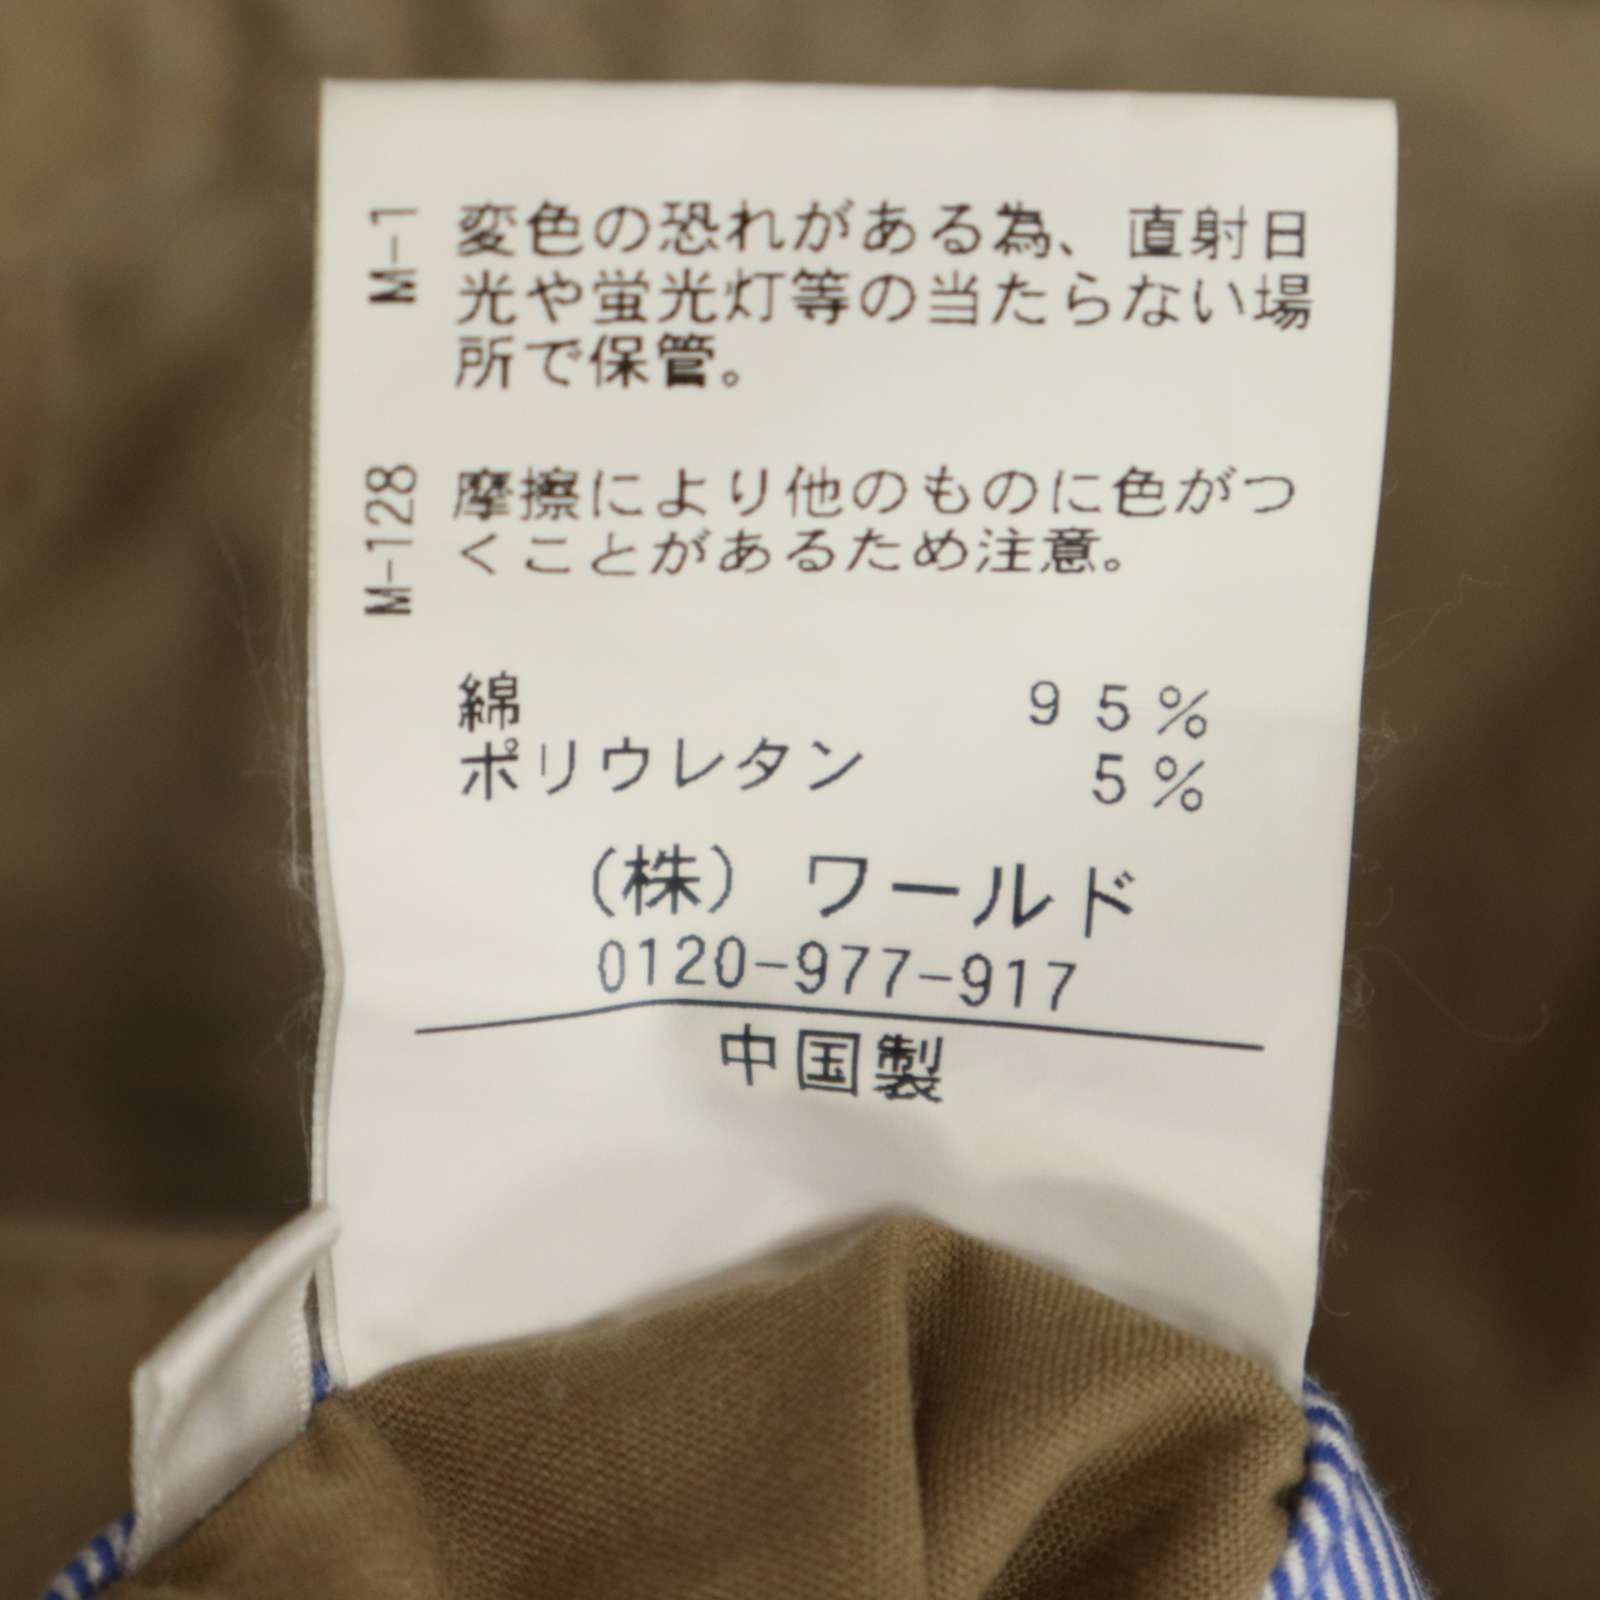 M-1 変色の恐れがある為、直射日
光や蛍光灯等の当たらない場
所で保管。
M-128 摩擦により他のものに色がつ
くことがあるため注意。
綿 95%
ポリウレタン 5%
(株) ワールド
0120-977-917
中国製